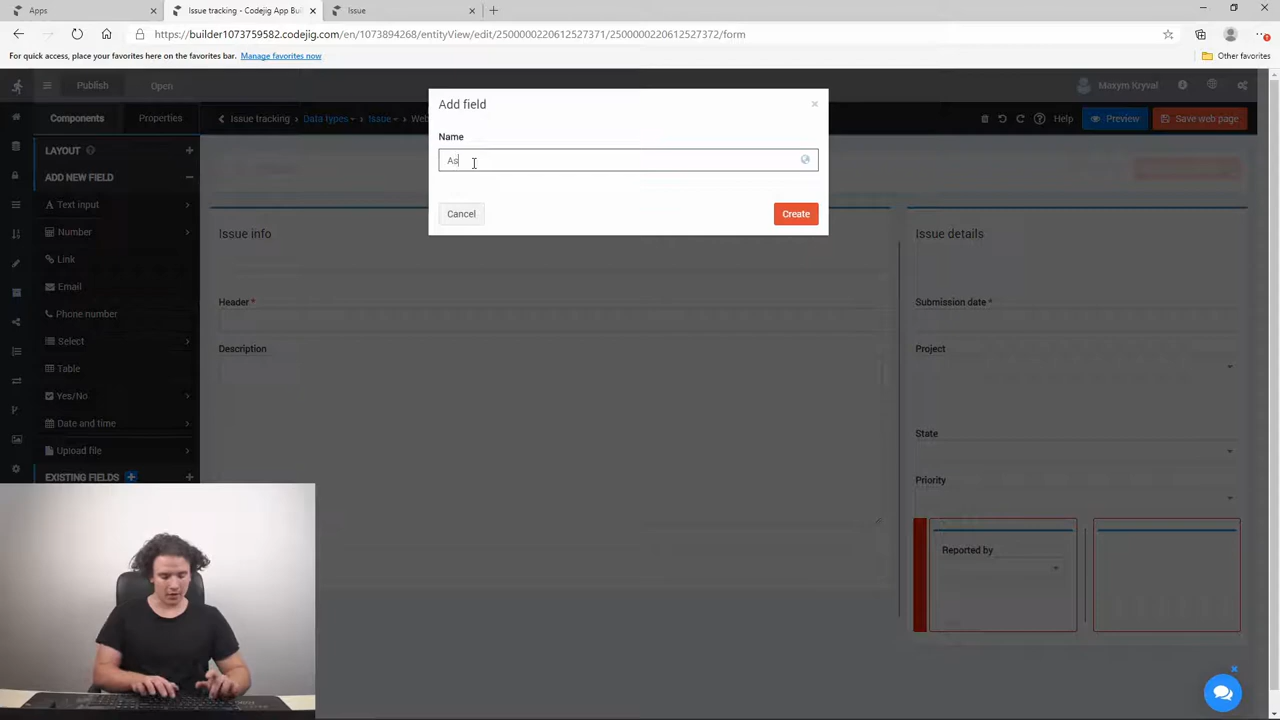 Apps
Issue tracking - Codejig App Bui
Issue
https://builder1073759582.codejig.com/en/1073894268/entityView/edit/2500000220612527371/2500000220612527372/form
For quick access, place your favorites here on the favorites bar. Manage favorites now
Other favorites
Publish
Open
Maxym Kryval
Components
Properties
Issue tracking
Data types
Issue
Web
Help
Preview
Save web page
Add field
Name
As
Cancel
Create
LAYOUT
ADD NEW FIELD
Text input
Number
Link
Email
Phone number
Select
Table
Yes/No
Date and time
Upload file
EXISTING FIELDS
Issue info
Header *
Description
Issue details
Submission date *
Project
State
Priority
Reported by